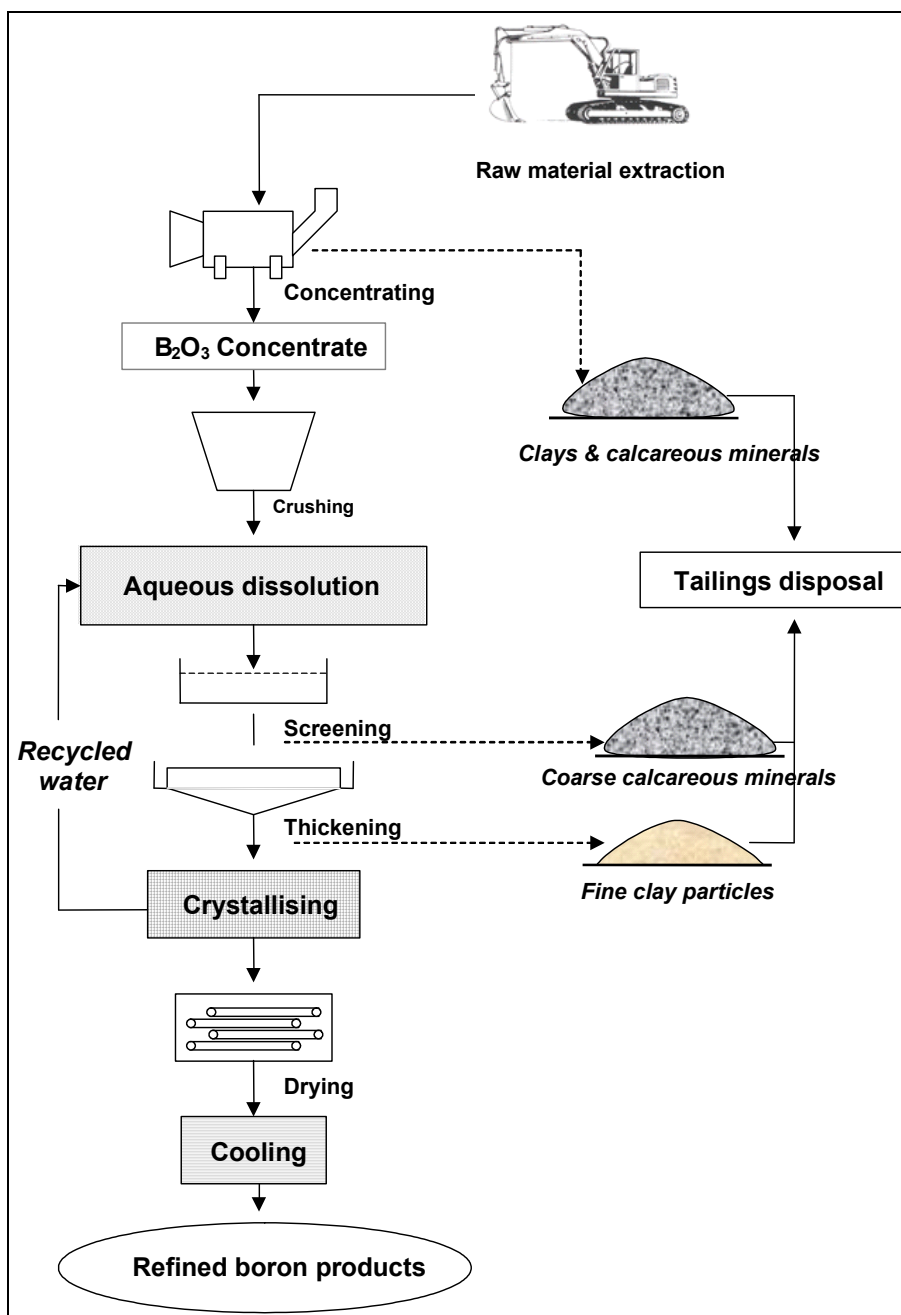 Raw material extraction
Concentrating
B₂O₃ Concentrate
Clays & calcareous minerals
Crushing
Aqueous dissolution
Tailings disposal
Recycled
water
Screening
Coarse calcareous minerals
Thickening
Fine clay particles
Crystallising
Drying
Cooling
Refined boron products